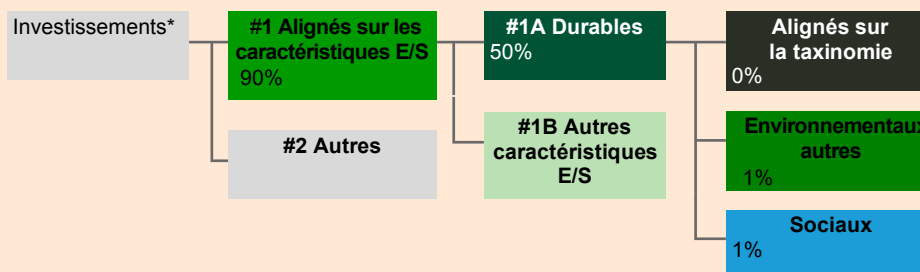 Investissements*
#1 Alignés sur les
caractéristiques E/S
90%
#2 Autres
#1A Durables
50%
#1B Autres
caractéristiques
E/S
Alignés sur
la taxinomie
0%
Environnementaux
autres
1%
Sociaux
1%